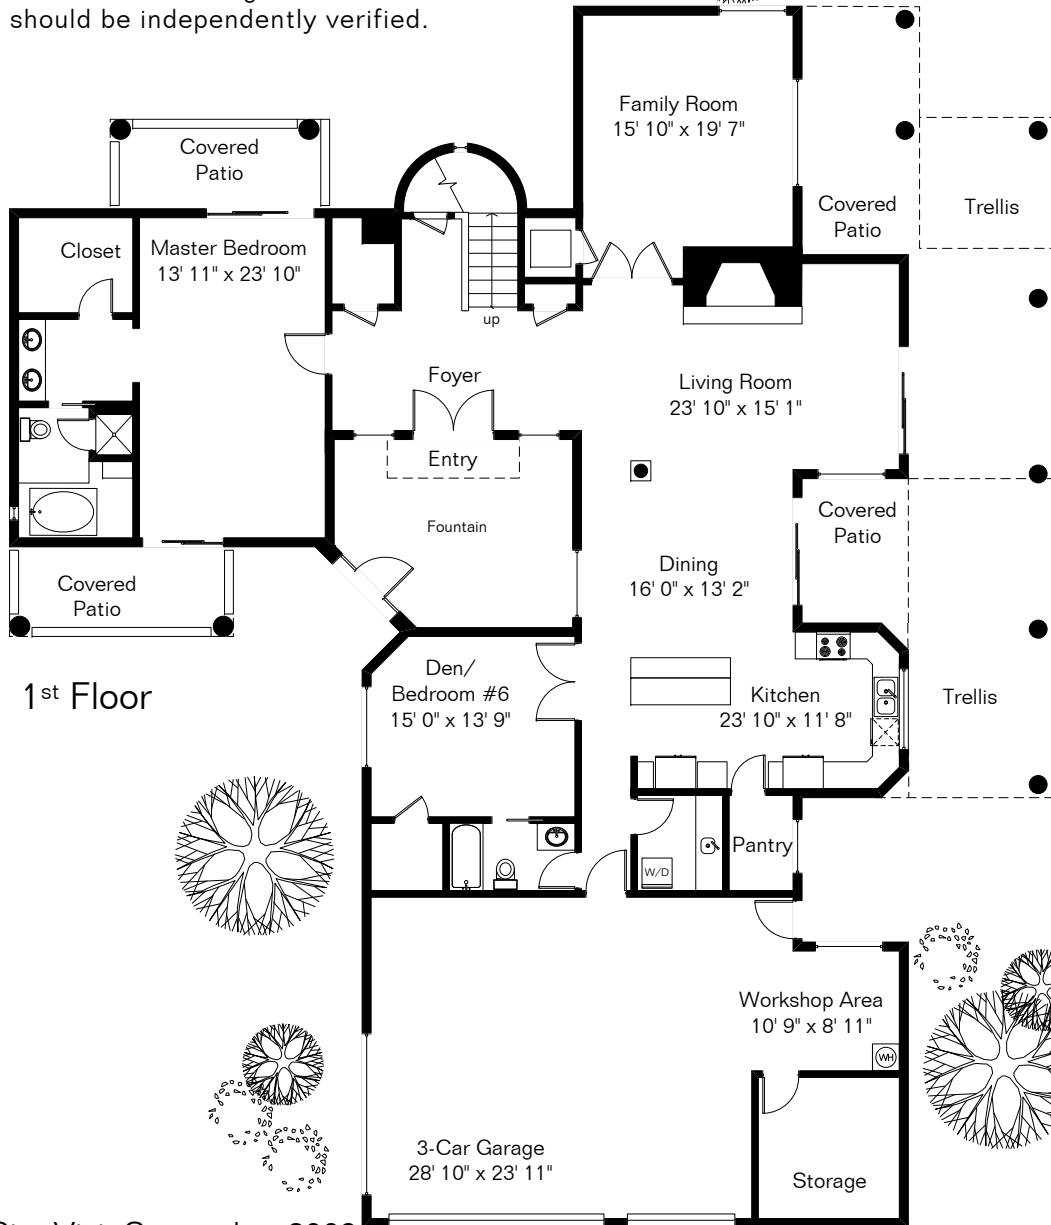 should be independently verified.
Family Room
15' 10" x 19' 7"
Covered
Patio
Covered
Patio
Trellis
Closet
Master Bedroom
13' 11" x 23' 10"
up
Foyer
Living Room
23' 10" x 15' 1"
Entry
Fountain
Covered
Patio
Dining
16' 0" x 13' 2"
Covered
Patio
1st Floor
Den/
Bedroom #6
15' 0" x 13' 9"
Kitchen
23' 10" x 11' 8"
Trellis
Pantry
W/D
Workshop Area
10' 9" x 8' 11"
WH
3-Car Garage
28' 10" x 23' 11"
Storage